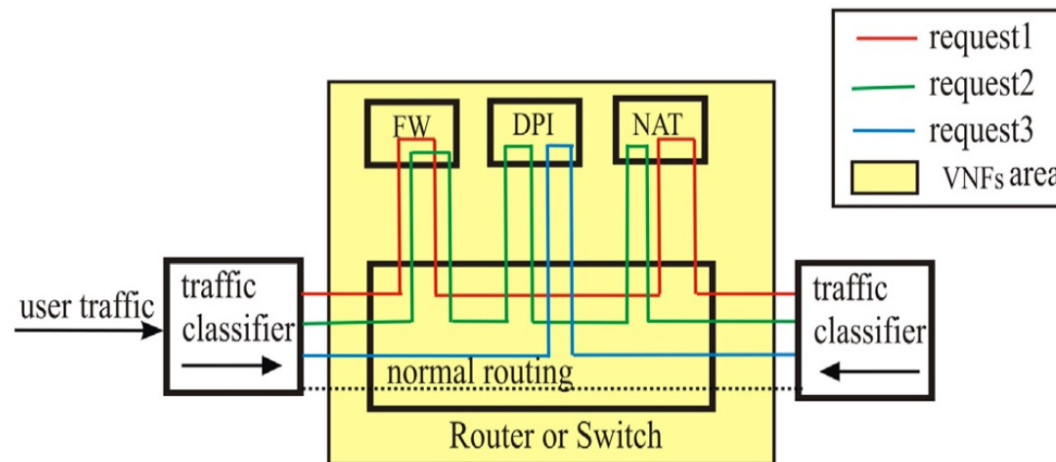 request1
request2
request3
VNFs area
FW
DPI
NAT
user traffic
traffic
classifier
traffic
classifier
normal routing
Router or Switch